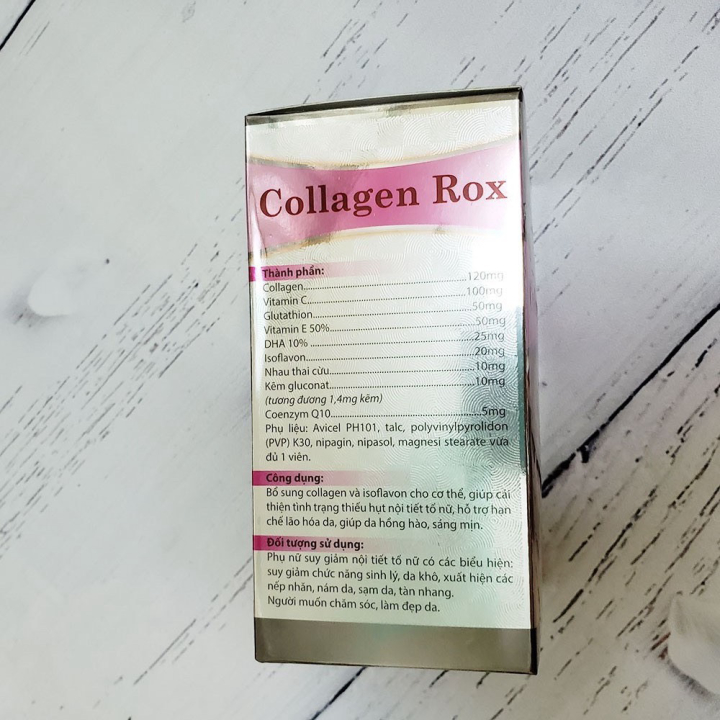 Collagen Rox
Thành phần:
Collagen............120mg
Vitamin C............100mg
Glutathion............50mg
Vitamin E 50%............50mg
DHA 10% ............25mg
Isoflavon............20mg
Nhau thai cừu............10mg
Kẽm gluconat............10mg
(tương đương 1,4mg kẽm)
Coenzym Q10............5mg
Phụ liệu: Avicel PH101, talc, polyvinylpyrolidon
(PVP) K30, nipagin, nipasol, magnesi stearate vừa
đủ 1 viên.
Công dụng:
Bổ sung collagen và isoflavon cho cơ thể, giúp cải
thiện tình trạng thiếu hụt nội tiết tố nữ, hỗ trợ hạn
chế lão hóa da, giúp da hồng hào, sáng mịn.
Đối tượng sử dụng:
Phụ nữ suy giảm nội tiết tố nữ có các biểu hiện:
suy giảm chức năng sinh lý, da khô, xuất hiện các
nếp nhăn, nám da, sạm da, tàn nhang.
Người muốn chăm sóc, làm đẹp da.